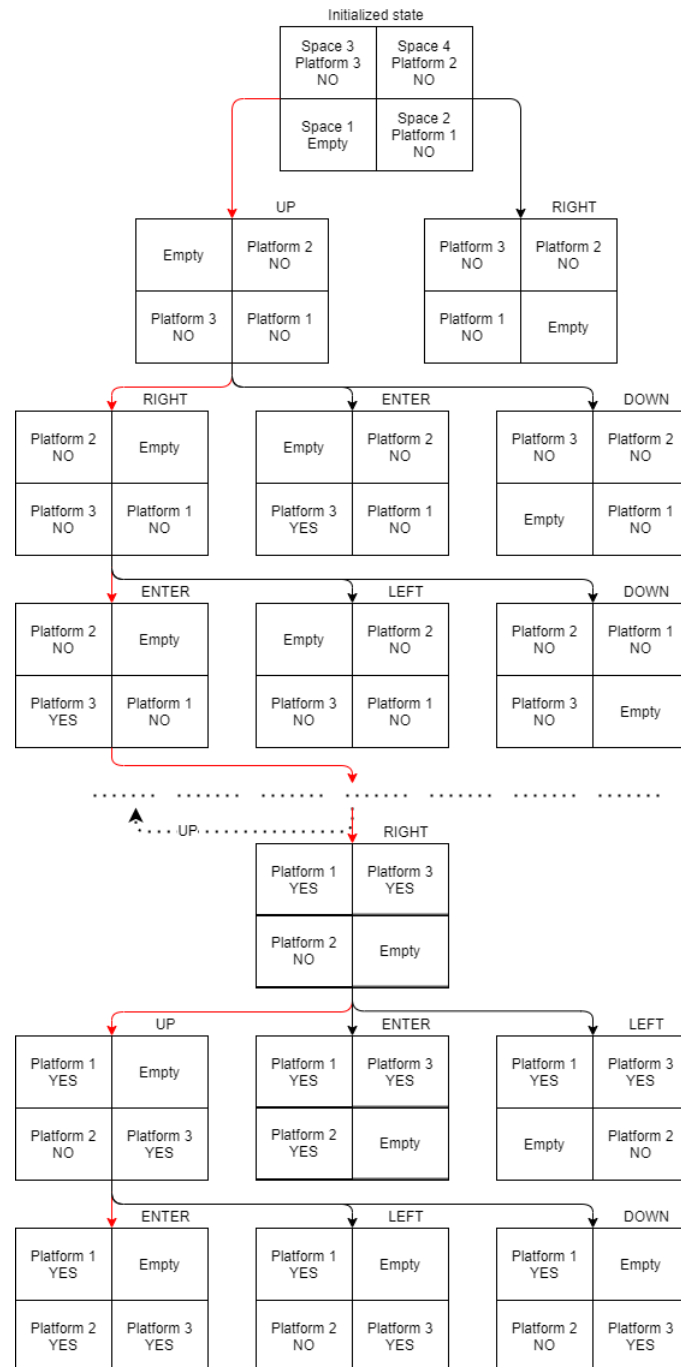 Initialized state
Space 3
Platform 3
NO
Space 4
Platform 2
NO
Space 1
Empty
Space 2
Platform 1
NO
UP
RIGHT
Empty
Platform 2
NO
Platform 3
NO
Platform 1
NO
Platform 3
NO
Platform 2
NO
Platform 1
NO
Empty
RIGHT
ENTER
DOWN
Platform 2
NO
Empty
Platform 3
NO
Platform 1
NO
Empty
Platform 2
NO
Platform 3
YES
Platform 1
NO
Platform 3
NO
Platform 2
NO
Empty
Platform 1
NO
ENTER
LEFT
DOWN
Platform 2
NO
Empty
Platform 3
YES
Platform 1
NO
Empty
Platform 2
NO
Platform 3
NO
Platform 1
NO
Platform 2
NO
Platform 1
NO
Platform 3
NO
Empty
UP
RIGHT
Platform 1
YES
Platform 3
YES
Platform 2
NO
Empty
UP
ENTER
LEFT
Platform 1
YES
Empty
Platform 2
NO
Platform 3
YES
Platform 1
YES
Platform 3
YES
Platform 2
YES
Empty
Platform 1
YES
Platform 3
YES
Empty
Platform 2
NO
ENTER
LEFT
DOWN
Platform 1
YES
Empty
Platform 2
YES
Platform 3
YES
Platform 1
YES
Empty
Platform 2
NO
Platform 3
YES
Platform 1
YES
Empty
Platform 2
NO
Platform 3
YES